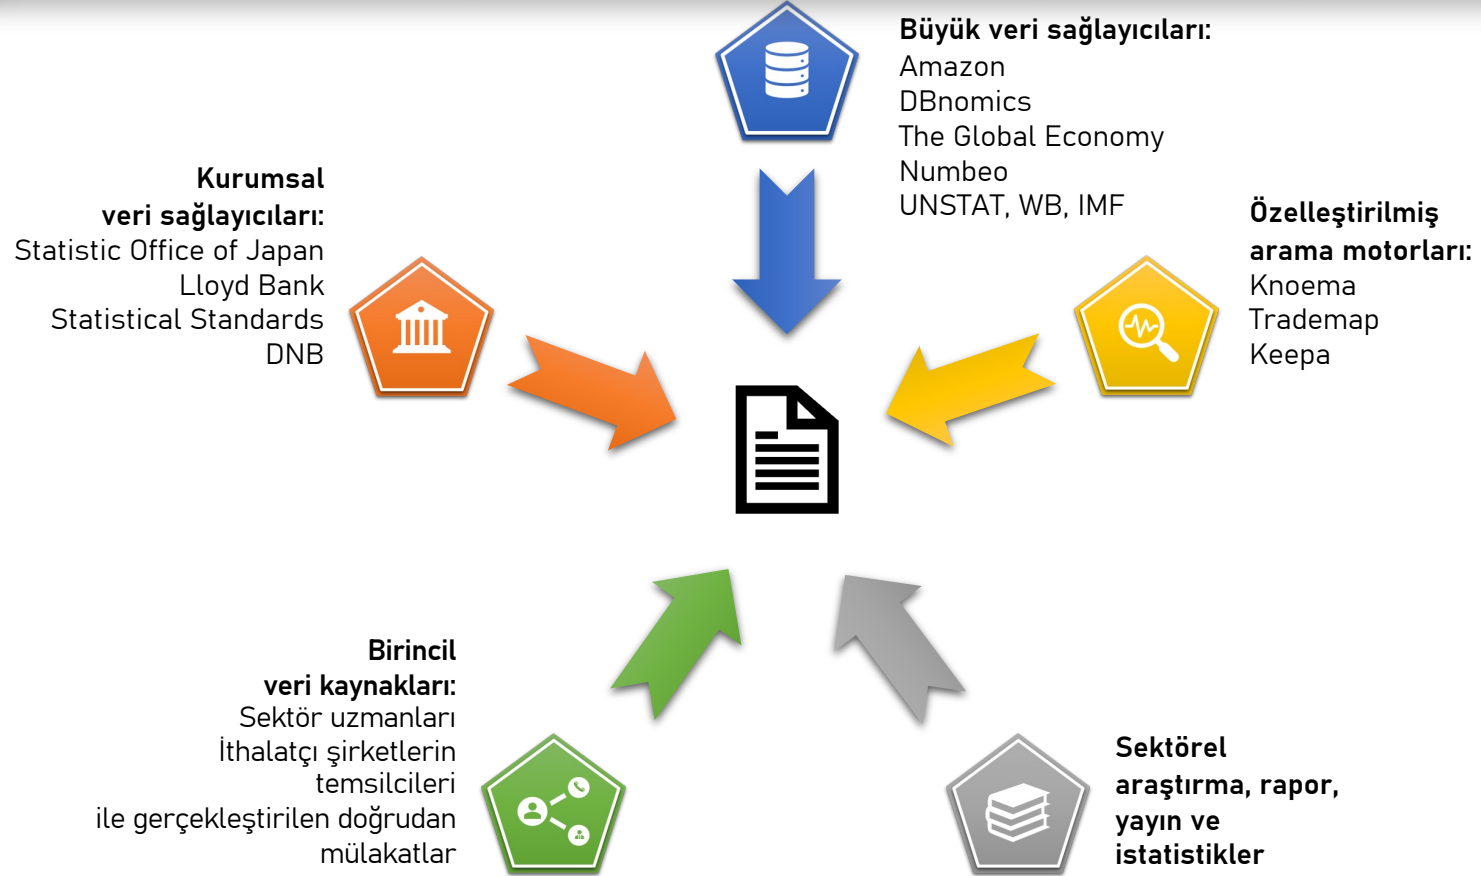 Büyük veri sağlayıcıları:
Amazon
DBnomics
The Global Economy
Numbeo
UNSTAT, WB, IMF
Kurumsal
veri sağlayıcıları:
Statistic Office of Japan
Lloyd Bank
Statistical Standards
DNB
Özelleştirilmiş
arama motorları:
Knoema
Trademap
Keepa
Birincil
veri kaynakları:
Sektör uzmanları
İthalatçı şirketlerin
temsilcileri
ile gerçekleştirilen doğrudan
mülakatlar
Sektörel
araştırma, rapor,
yayın ve
istatistikler